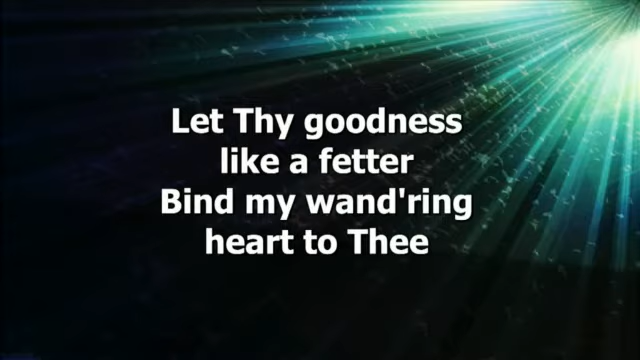 Let Thy goodness
like a fetter
Bind my wand'ring
heart to Thee